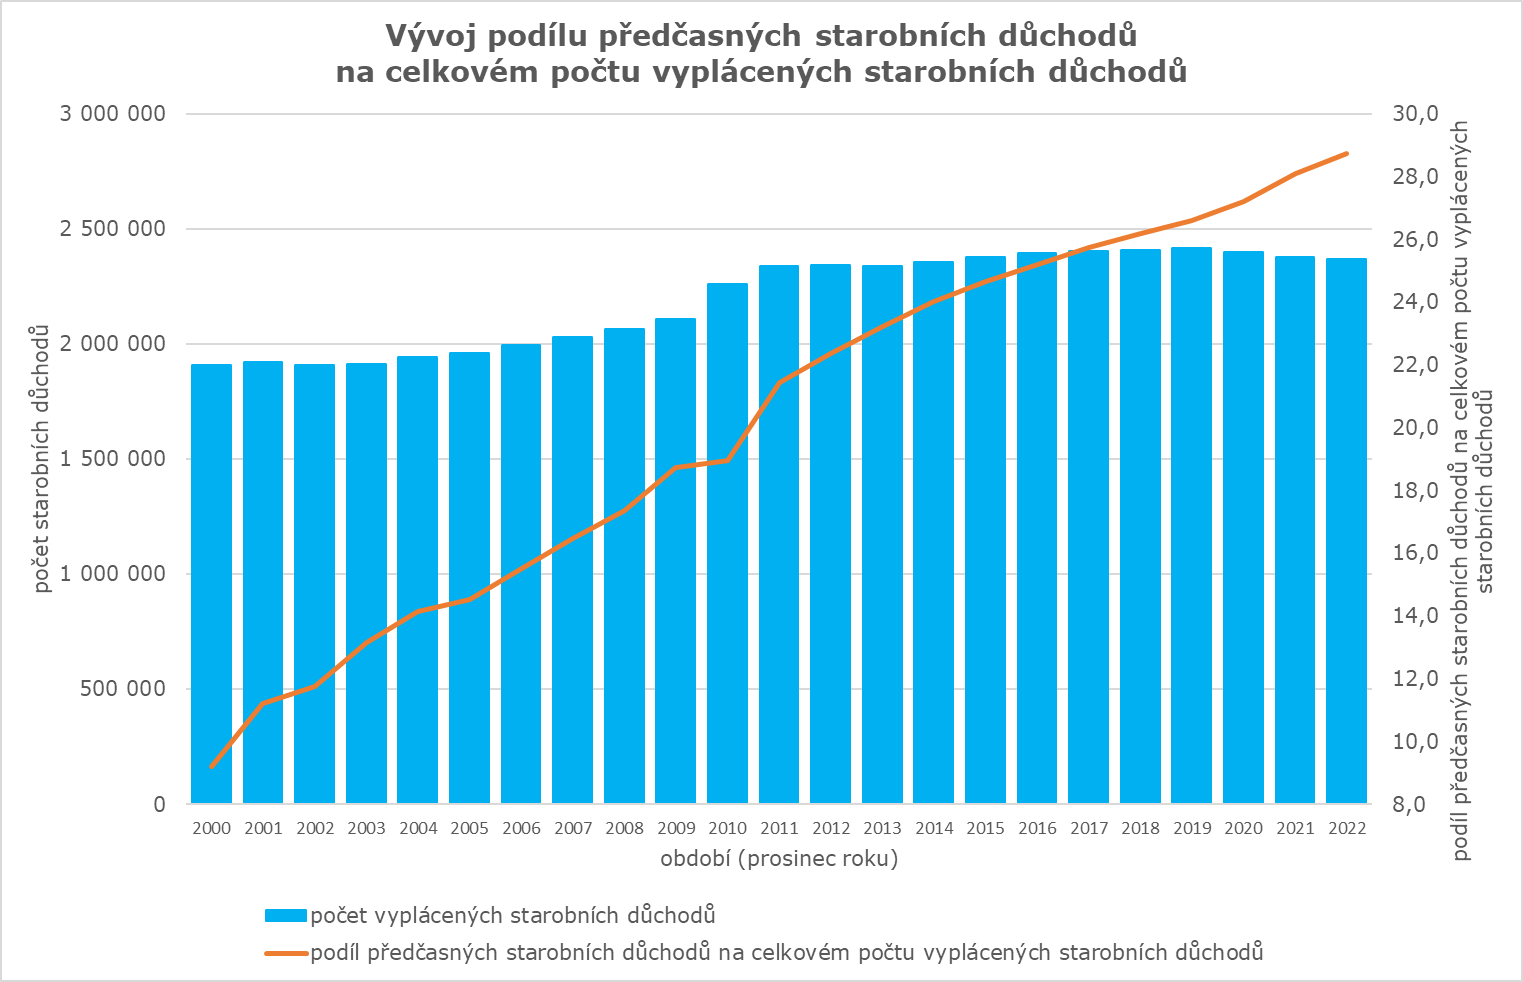 Vývoj podílu předčasných starobních důchodů
na celkovém počtu vyplácených starobních důchodů
3 000 000
2 500 000
2 000 000
1 500 000
1 000 000
500 000
0
počet starobních důchodů
30,0
28,0
26,0
24,0
22,0
20,0
18,0
16,0
14,0
12,0
10,0
8,0
podíl předčasných starobních důchodů na celkovém počtu vyplácených
starobních důchodů
2000 2001 2002 2003 2004 2005 2006 2007 2008 2009 2010 2011 2012 2013 2014 2015 2016 2017 2018 2019 2020 2021 2022
období (prosinec roku)
počet vyplácených starobních důchodů
podíl předčasných starobních důchodů na celkovém počtu vyplácených starobních důchodů